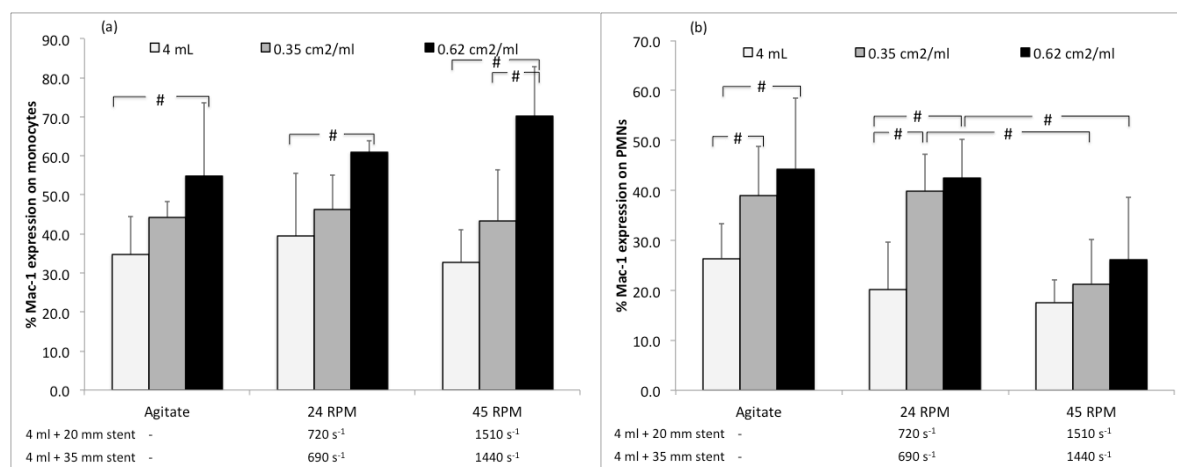 (a)
90.0
4 mL 0.35 cm2/ml 0.62 cm2/ml
80.0
# 
#
70.0
#
60.0
#
50.0
40.0
30.0
20.0
10.0
0.0
% Mac-1 expression on monocytes
Agitate 24 RPM 45 RPM
4 ml + 20 mm stent - 720 s⁻¹ 1510 s⁻¹
4 ml + 35 mm stent - 690 s⁻¹ 1440 s⁻¹
(b)
70.0
4 mL 0.35 cm2/ml 0.62 cm2/ml
60.0
#
# #
50.0
# # #
40.0
30.0
20.0
10.0
0.0
% Mac-1 expression on PMNs
Agitate 24 RPM 45 RPM
4 ml + 20 mm stent - 720 s⁻¹ 1510 s⁻¹
4 ml + 35 mm stent - 690 s⁻¹ 1440 s⁻¹